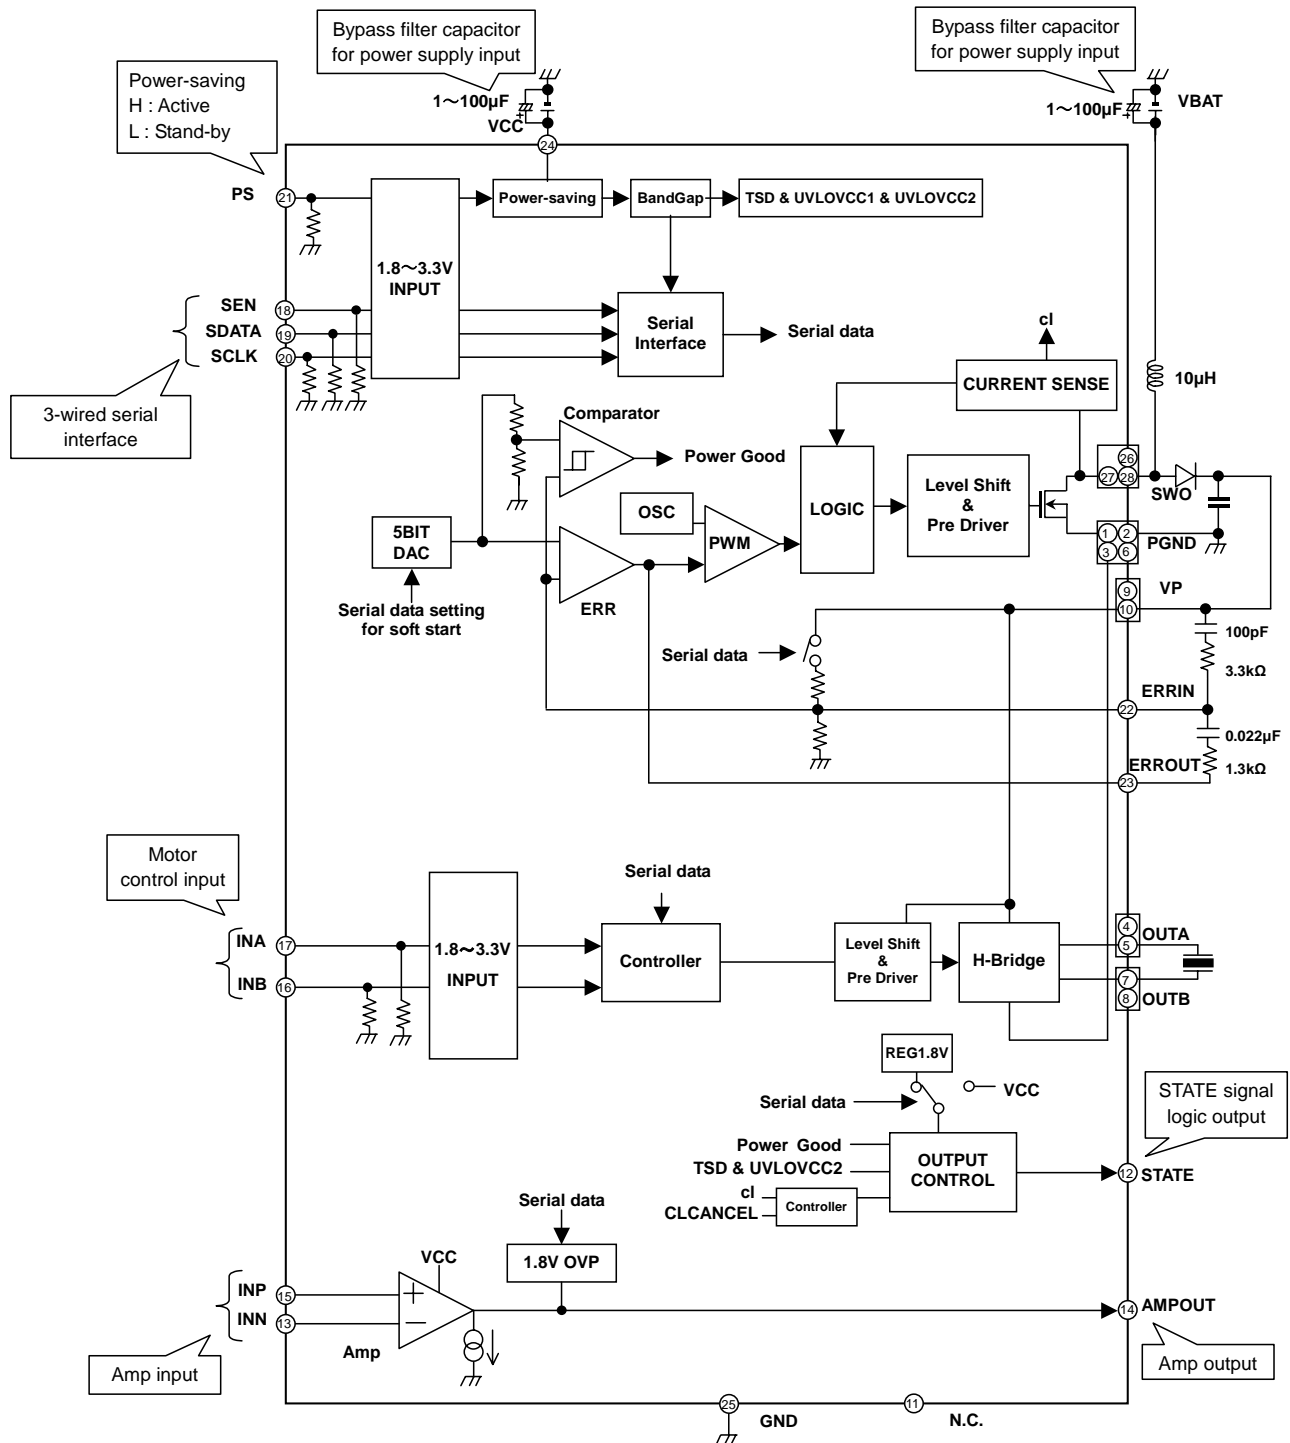 Bypass filter capacitor
for power supply input
Bypass filter capacitor
for power supply input
Power-saving
H : Active
L : Stand-by
1～100µF
+
VCC
1～100µF
+
VBAT
24
PS
21
Power-saving
BandGap
TSD & UVLOVCC1 & UVLOVCC2
1.8～3.3V
INPUT
SEN
18
SDATA
19
SCLK
20
Serial
Interface
Serial data
3-wired serial
interface
cl
CURRENT SENSE
10µH
Comparator
Power Good
26
27
28
SWO
OSC
PWM
LOGIC
Level Shift
&
Pre Driver
5BIT
DAC
1
2
3
6
PGND
ERR
Serial data setting
for soft start
9
10
VP
100pF
3.3kΩ
Serial data
ERRIN
22
0.022µF
ERROUT
1.3kΩ
23
Motor
control input
Serial data
INA
17
INB
16
1.8～3.3V
INPUT
Controller
Level Shift
&
Pre Driver
H-Bridge
4
5
OUTA
7
8
OUTB
REG1.8V
VCC
Serial data
STATE signal
logic output
Power Good
TSD & UVLOVCC2
cl
CLCANCEL
Controller
OUTPUT
CONTROL
12
STATE
Serial data
1.8V OVP
VCC
INP
15
INN
13
+
−
Amp
14
AMPOUT
Amp input
Amp output
25
GND
11
N.C.